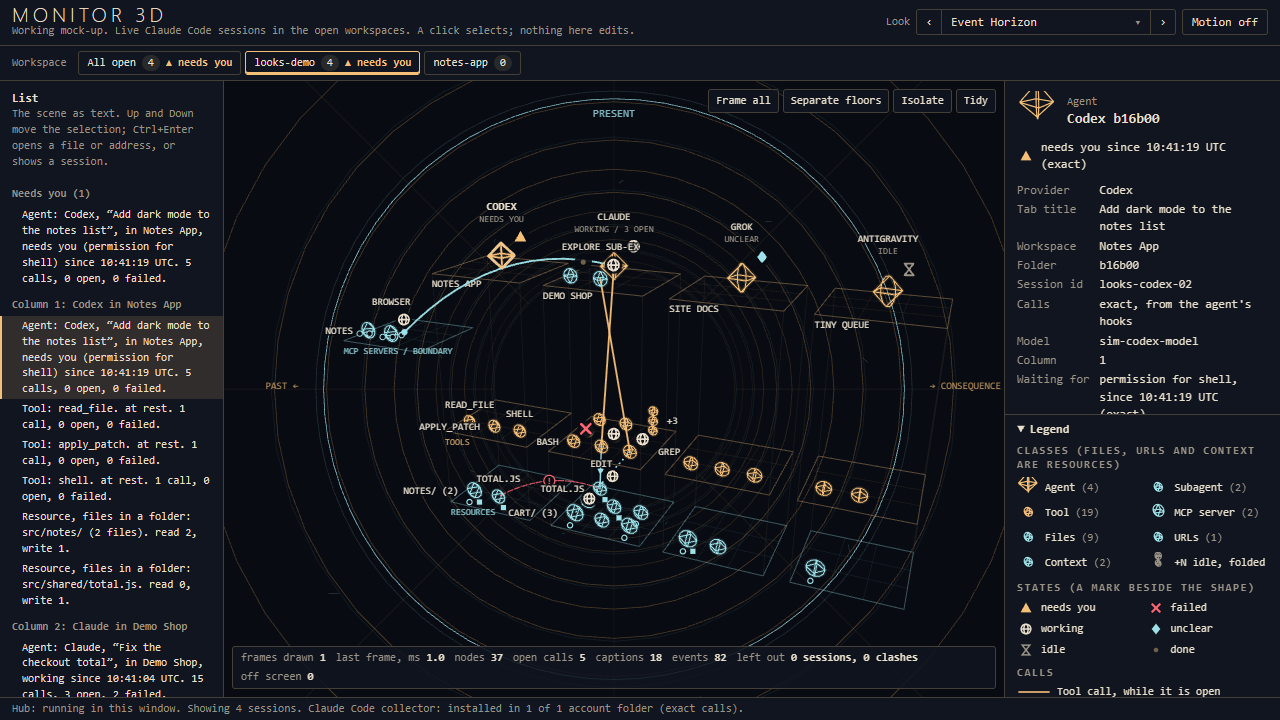 MONITOR 3D
Working mock-up. Live Claude Code sessions in the open workspaces. A click selects; nothing here edits.
Look
‹
Event Horizon
›
Motion off
Workspace
All open 4 ▲ needs you
looks-demo 4 ▲ needs you
notes-app 0
List
The scene as text. Up and Down
move the selection; Ctrl+Enter
opens a file or address, or
shows a session.
Needs you (1)
Agent: Codex, “Add dark mode to
the notes list”, in Notes App,
needs you (permission for
shell) since 10:41:19 UTC. 5
calls, 0 open, 0 failed.
Column 1: Codex in Notes App
Agent: Codex, “Add dark mode to
the notes list”, in Notes App,
needs you (permission for
shell) since 10:41:19 UTC. 5
calls, 0 open, 0 failed.
Tool: read_file. at rest. 1
call, 0 open, 0 failed.
Tool: apply_patch. at rest. 1
call, 0 open, 0 failed.
Tool: shell. at rest. 1 call, 0
open, 0 failed.
Resource, files in a folder:
src/notes/ (2 files). read 2,
write 1.
Resource, files in a folder:
src/shared/total.js. read 0,
write 1.
Column 2: Claude in Demo Shop
Agent: Claude, “Fix the
checkout total”, in Demo Shop,
working since 10:41:04 UTC. 15
calls, 3 open, 2 failed.
Frame all
Separate floors
Isolate
Tidy
PRESENT
CODEX
NEEDS YOU
CLAUDE
WORKING / 3 OPEN
EXPLORE SUB-EX
GROK
UNCLEAR
ANTIGRAVITY
IDLE
NOTES APP
DEMO SHOP
SITE DOCS
TINY QUEUE
BROWSER
NOTES
MCP SERVERS / BOUNDARY
PAST ←
→ CONSEQUENCE
READ_FILE
SHELL
APPLY_PATCH
TOOLS
BASH
+3
GREP
EDIT
TOTAL.JS
TOTAL.JS
NOTES/ (2)
RESOURCES
CART/ (3)
frames drawn 1 last frame, ms 1.0 nodes 37 open calls 5 captions 18 events 82 left out 0 sessions, 0 clashes
off screen 0
Agent
Codex b16b00
▲ needs you since 10:41:19 UTC
(exact)
Provider Codex
Tab title Add dark mode to the
notes list
Workspace Notes App
Folder b16b00
Session id looks-codex-02
Calls exact, from the agent's
hooks
Model sim-codex-model
Column 1
Waiting for permission for shell,
since 10:41:19 UTC
(exact)
▼ Legend
CLASSES (FILES, URLS AND CONTEXT
ARE RESOURCES)
Agent (4)
Subagent (2)
Tool (19)
MCP server (2)
Files (9)
URLs (1)
Context (2)
+N idle, folded
STATES (A MARK BESIDE THE SHAPE)
needs you
failed
working
unclear
idle
done
CALLS
Tool call, while it is open
Hub: running in this window. Showing 4 sessions. Claude Code collector: installed in 1 of 1 account folder (exact calls).